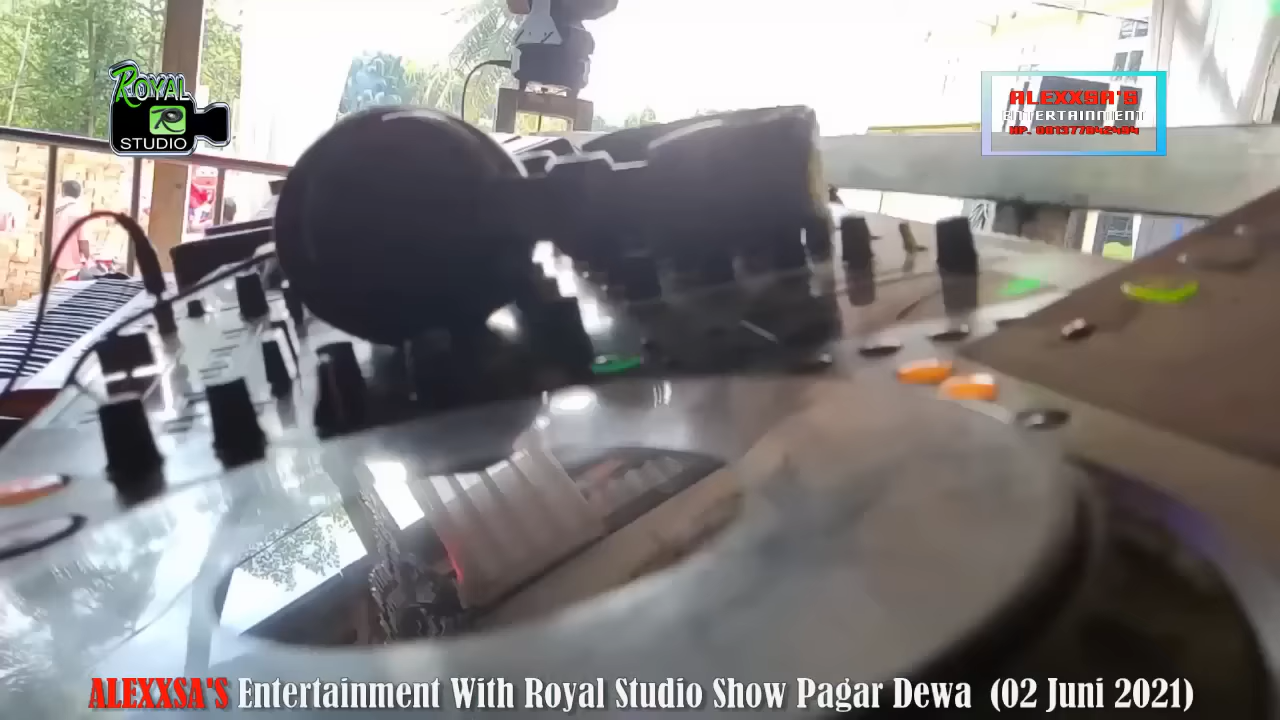 ROYAL
R
STUDIO
ALEXXSA'S
ENTERTAINMENT
ALEXXSA'S Entertainment With Royal Studio Show Pagar Dewa (02 Juni 2021)